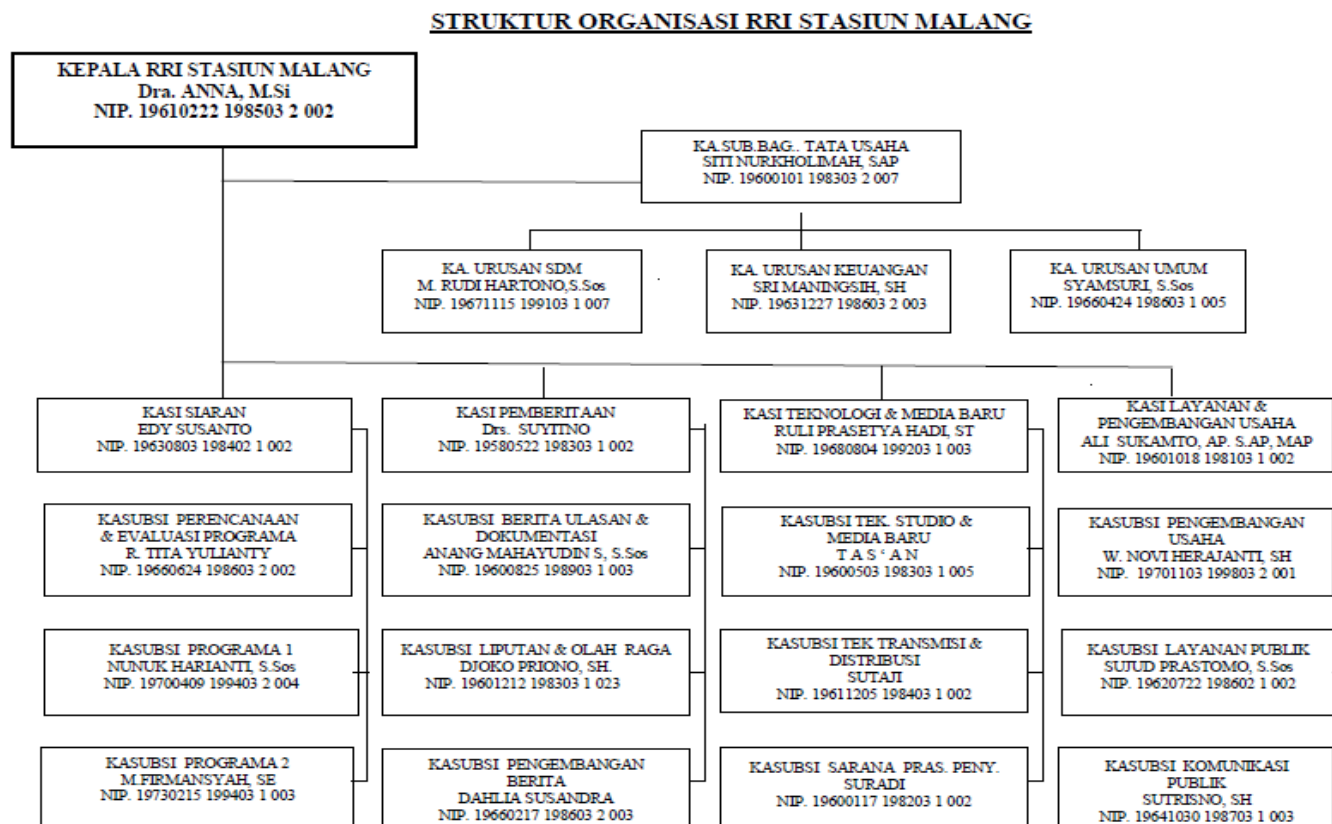 STRUKTUR ORGANISASI RRI STASIUN MALANG
KEPALA RRI STASIUN MALANG
Dra. ANNA, M.Si
NIP. 19610222 198503 2 002
KA.SUB.BAG.. TATA USAHA
SITI NURKHOLIMAH, SAP
NIP. 19600101 198303 2 007
KA. URUSAN SDM
M. RUDI HARTONO,S.Sos
NIP. 19671115 199103 1 007
KA. URUSAN KEUANGAN
SRI MANINGSIH, SH
NIP. 19631227 198603 2 003
KA. URUSAN UMUM
SYAMSURI, S.Sos
NIP. 19660424 198603 1 005
KASI SIARAN
EDY SUSANTO
NIP. 19630803 198402 1 002
KASI PEMBERITAAN
Drs. SUYITNO
NIP. 19580522 198303 1 002
KASI TEKNOLOGI & MEDIA BARU
RULI PRASETYA HADI, ST
NIP. 19680804 199203 1 003
KASI LAYANAN &
PENGEMBANGAN USAHA
ALI SUKAMTO, AP. S.AP, MAP
NIP. 19601018 198103 1 002
KASUBSI PERENCANAAN
& EVALUASI PROGRAMA
R. TITA YULIANTY
NIP. 19660624 198603 2 002
KASUBSI BERITA ULASAN &
DOKUMENTASI
ANANG MAHAYUDIN S, S.Sos
NIP. 19600825 198903 1 003
KASUBSI TEK. STUDIO &
MEDIA BARU
T A S ‘ A N
NIP. 19600503 198303 1 005
KASUBSI PENGEMBANGAN
USAHA
W. NOVI HERAJANTI, SH
NIP. 19701103 199803 2 001
KASUBSI PROGRAMA 1
NUNUK HARIANTI, S.Sos
NIP. 19700409 199403 2 004
KASUBSI LIPUTAN & OLAH RAGA
DJOKO PRIONO, SH.
NIP. 19601212 198303 1 023
KASUBSI TEK TRANSMISI &
DISTRIBUSI
SUTAJI
NIP. 19611205 198403 1 002
KASUBSI LAYANAN PUBLIK
SUJUD PRASTOMO, S.Sos
NIP. 19620722 198602 1 002
KASUBSI PROGRAMA 2
M.FIRMANSYAH, SE
NIP. 19730215 199403 1 003
KASUBSI PENGEMBANGAN
BERITA
DAHLIA SUSANDRA
NIP. 19660217 198603 2 003
KASUBSI SARANA PRAS. PENY.
SURADI
NIP. 19600117 198203 1 002
KASUBSI KOMUNIKASI
PUBLIK
SUTRISNO, SH
NIP. 19641030 198703 1 003